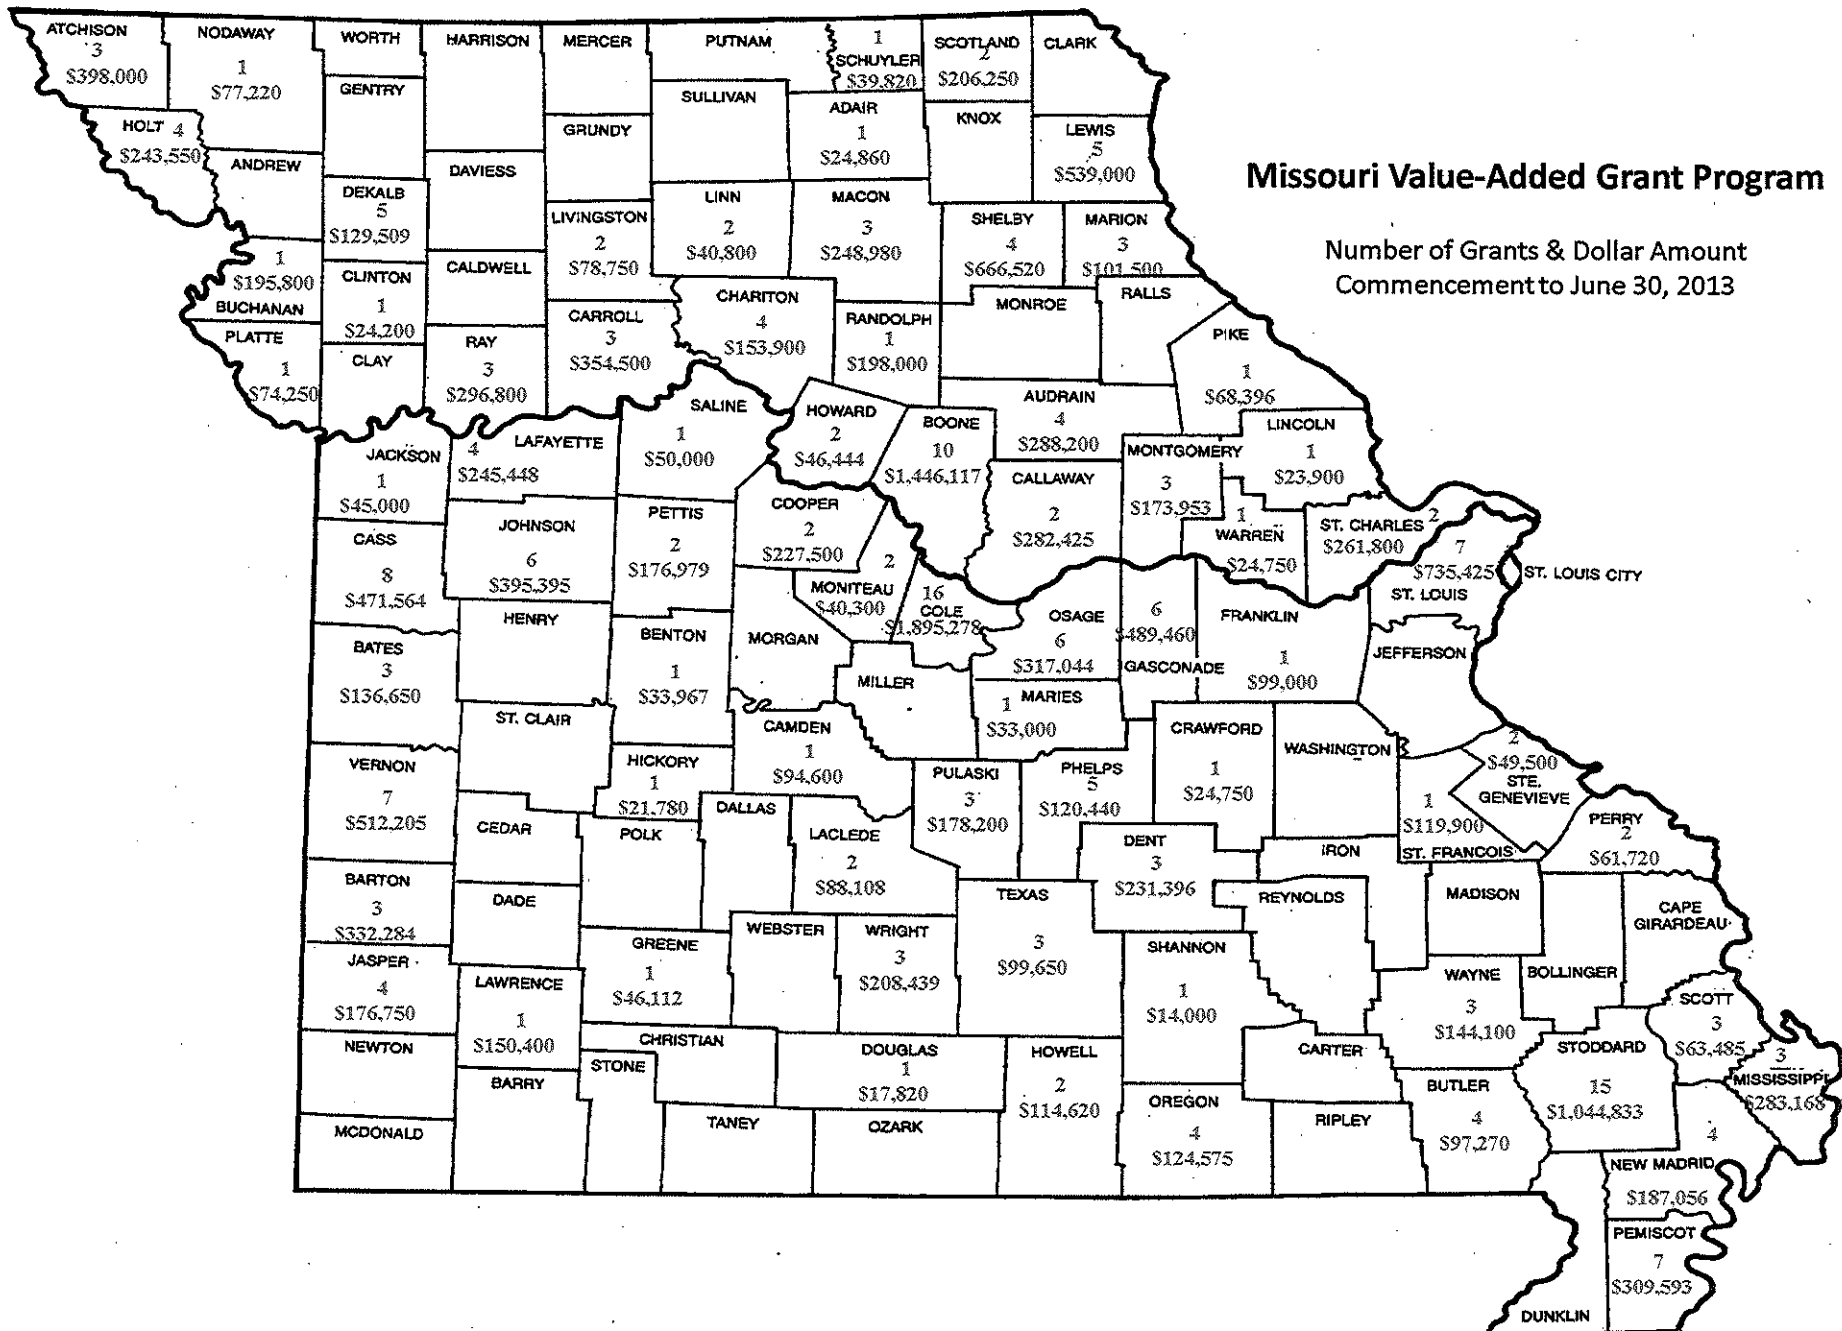 Missouri Value-Added Grant Program
Number of Grants & Dollar Amount
Commencement to June 30, 2013
ATCHISON
3
$398,000
NODAWAY
1
$77,220
WORTH
HARRISON
MERCER
PUTNAM
1
SCHUYLER
$39,820
SCOTLAND
2
$206,250
CLARK
GENTRY
SULLIVAN
ADAIR
1
$24,860
KNOX
HOLT 4
$243,550
GRUNDY
LEWIS
5
$539,000
ANDREW
DAVIESS
DEKALB
5
$129,509
LIVINGSTON
2
$78,750
LINN
2
$40,800
MACON
3
$248,980
SHELBY
4
$666,520
MARION
3
$101,500
1
$195,800
BUCHANAN
CLINTON
1
$24,200
CALDWELL
CHARITON
4
$153,900
MONROE
RALLS
CARROLL
3
$354,500
RANDOLPH
1
$198,000
PLATTE
1
$74,250
CLAY
RAY
3
$296,800
PIKE
1
$68,396
SALINE
1
$50,000
HOWARD
2
$46,444
BOONE
10
$1,446,117
AUDRAIN
4
$288,200
LINCOLN
1
$23,900
JACKSON
1
$45,000
4 LAFAYETTE
$245,448
MONTGOMERY
3
$173,953
CALLAWAY
2
$282,425
COOPER
2
$227,500
PETTIS
2
$176,979
JOHNSON
6
$395,395
CASS
8
$471,564
1
WARREN
$24,750
ST. CHARLES 2
$261,800
7
$735,425
ST. LOUIS
ST. LOUIS CITY
2
MONITEAU
$40,300
16
COLE
$1,895,278
OSAGE
6
$317,044
6
$489,460
GASCONADE
FRANKLIN
1
$99,000
JEFFERSON
HENRY
BENTON
1
$33,967
MORGAN
MILLER
BATES
3
$136,650
MARIES
1
$33,000
ST. CLAIR
CAMDEN
1
$94,600
CRAWFORD
1
$24,750
WASHINGTON
2
$49,500
STE.
GENEVIEVE
VERNON
7
$512,205
HICKORY
1
$21,780
PULASKI
3
$178,200
PHELPS
5
$120,440
1
$119,900
ST. FRANCOIS
PERRY
2
$61,720
CEDAR
POLK
DALLAS
LACLEDE
2
$88,108
DENT
3
$231,396
IRON
BARTON
3
$332,284
DADE
TEXAS
3
$99,650
REYNOLDS
MADISON
CAPE
GIRARDEAU
GREENE
1
$46,112
WEBSTER
WRIGHT
3
$208,439
SHANNON
1
$14,000
JASPER
4
$176,750
LAWRENCE
1
$150,400
WAYNE
3
$144,100
BOLLINGER
SCOTT
3
$63,485
NEWTON
CHRISTIAN
DOUGLAS
1
$17,820
HOWELL
2
$114,620
CARTER
STODDARD
15
$1,044,833
3
MISSISSIPPI
$283,168
BARRY
STONE
BUTLER
4
$97,270
OREGON
4
$124,575
RIPLEY
MCDONALD
TANEY
OZARK
4
NEW MADRID
$187,056
PEMISCOT
7
$309,593
DUNKLIN